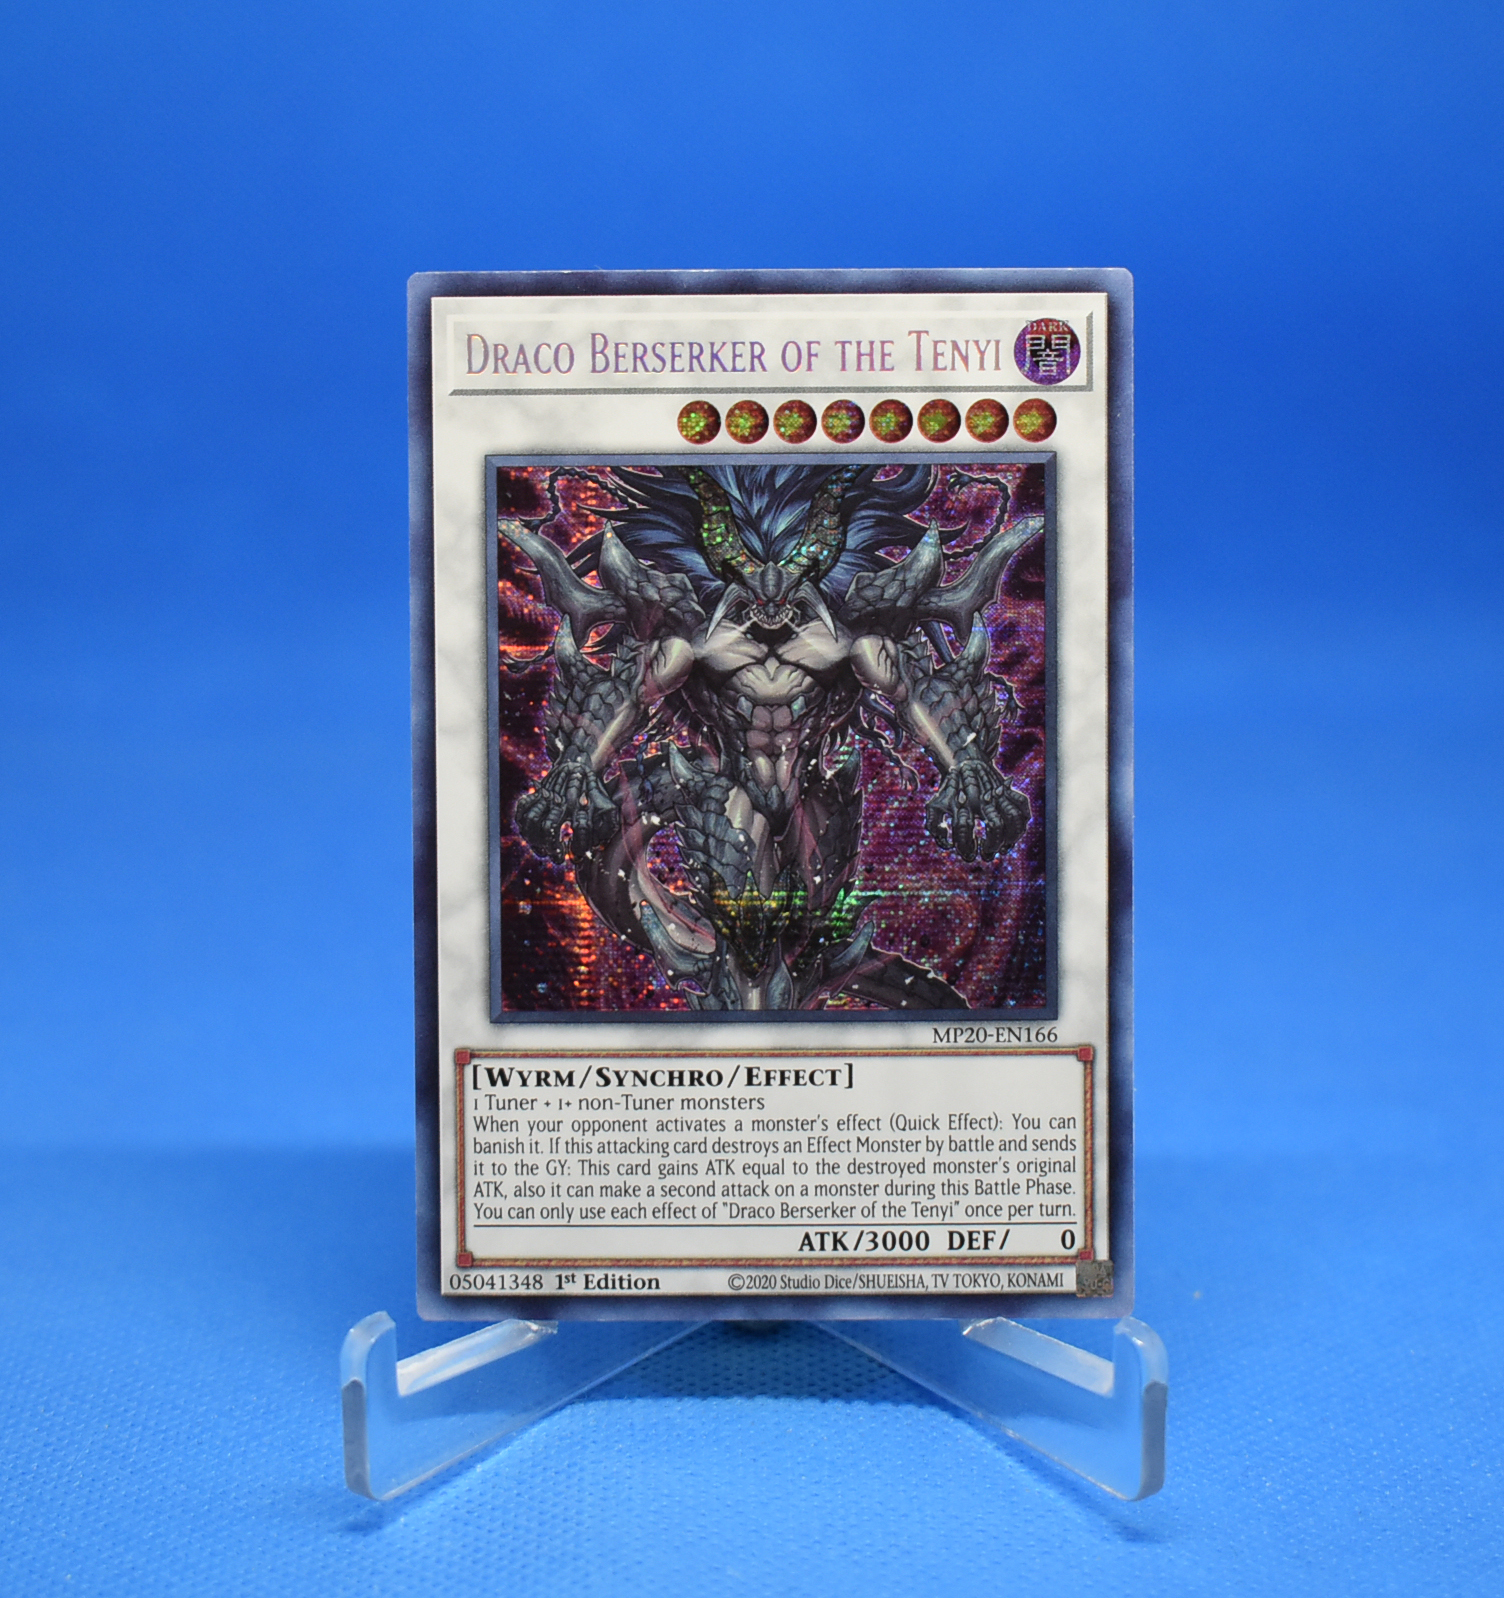 DRACO BERSERKER OF THE TENYI
DARK
闇
MP20-EN166
[WYRM/SYNCHRO/EFFECT]
1 Tuner + 1+ non-Tuner monsters
When your opponent activates a monster's effect (Quick Effect): You can
banish it. If this attacking card destroys an Effect Monster by battle and sends
it to the GY: This card gains ATK equal to the destroyed monster's original
ATK, also it can make a second attack on a monster during this Battle Phase.
You can only use each effect of "Draco Berserker of the Tenyi" once per turn.
ATK/3000 DEF/ 0
05041348 1st Edition ©2020 Studio Dice/SHUEISHA, TV TOKYO, KONAMI